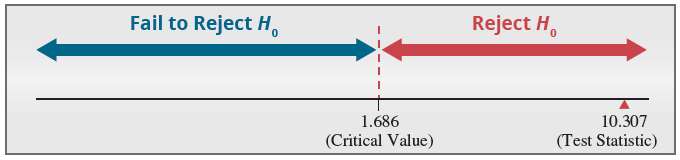 Fail to Reject H0 Reject H0
1.686 10.307
(Critical Value) (Test Statistic)